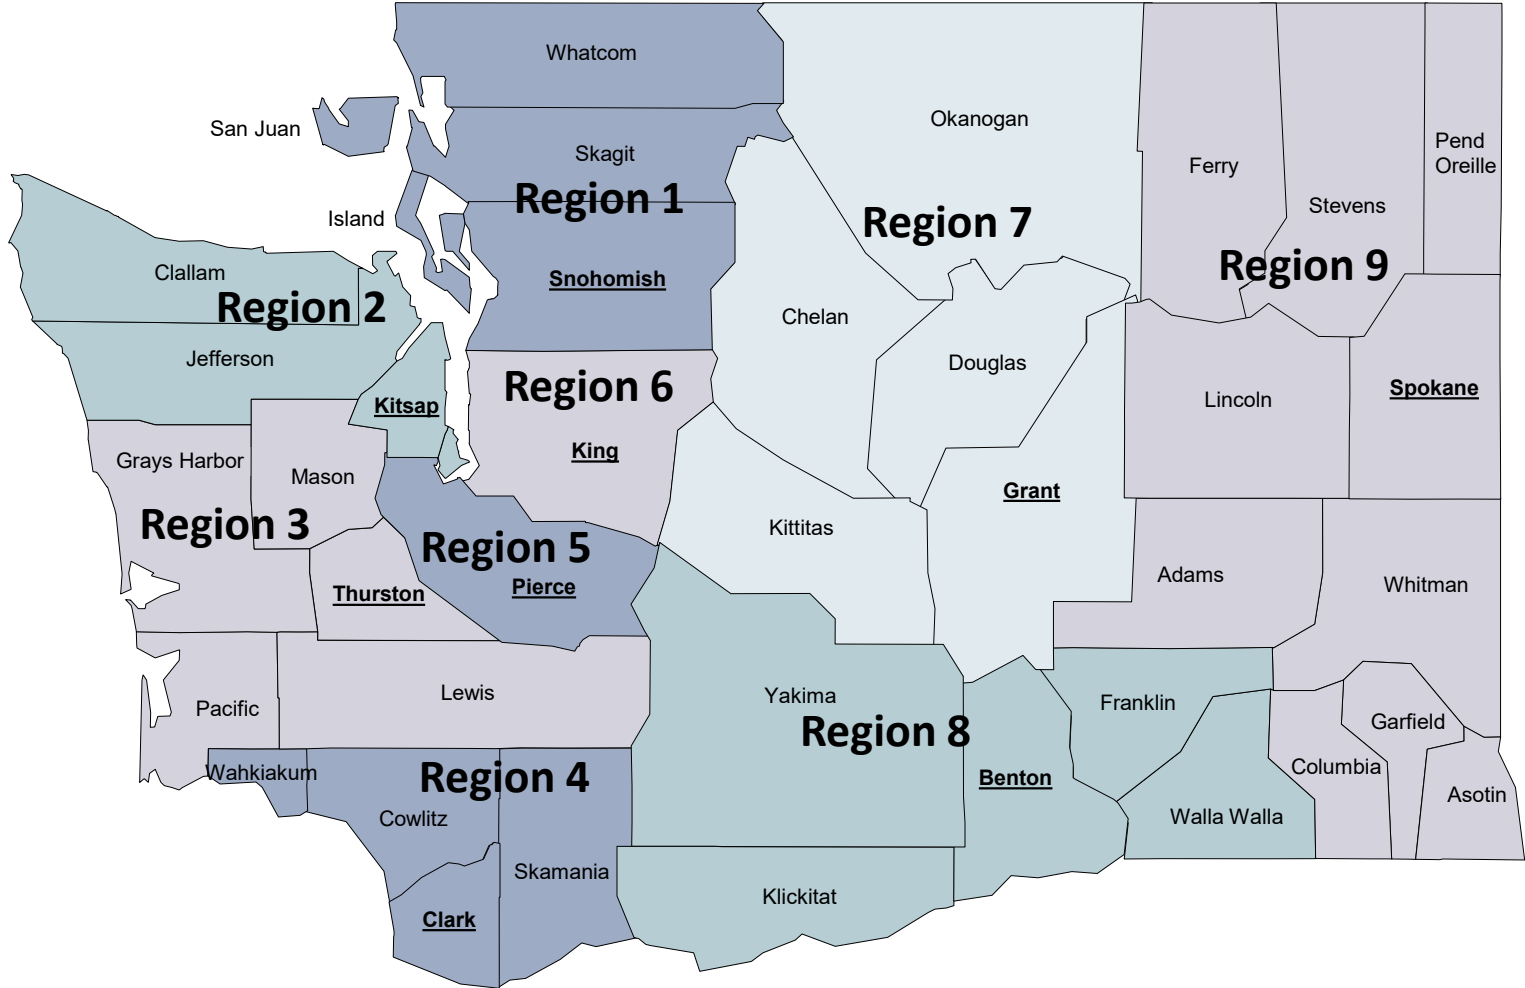 Whatcom
Okanogan
San Juan
Pend
Oreille
Skagit
Ferry
Region 1
Stevens
Island
Region 7
Region 9
Clallam
Snohomish
Region 2
Chelan
Jefferson
Douglas
Region 6
Spokane
Kitsap
Lincoln
King
Grays Harbor
Mason
Grant
Region 3
Kittitas
Region 5
Adams
Whitman
Thurston
Pierce
Lewis
Yakima
Franklin
Pacific
Region 8
Garfield
Wahkiakum
Region 4
Benton
Columbia
Asotin
Cowlitz
Walla Walla
Skamania
Klickitat
Clark